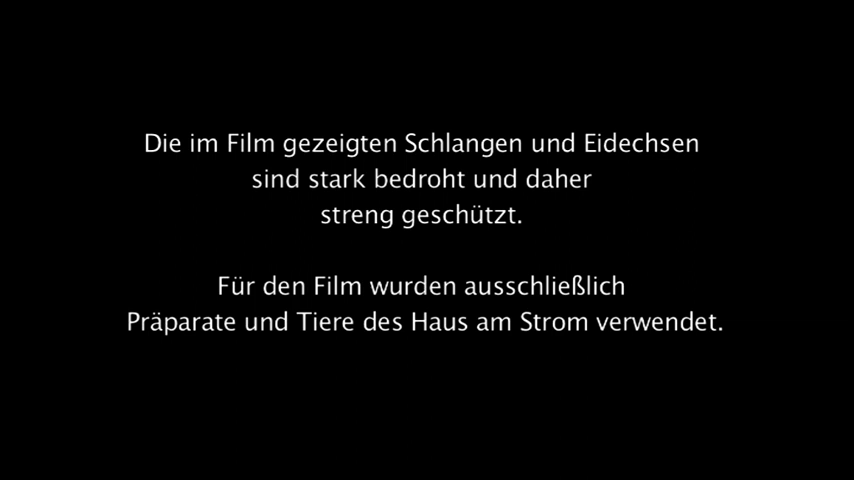 Die im Film gezeigten Schlangen und Eidechsen
sind stark bedroht und daher
streng geschützt.
Für den Film wurden ausschließlich
Präparate und Tiere des Haus am Strom verwendet.